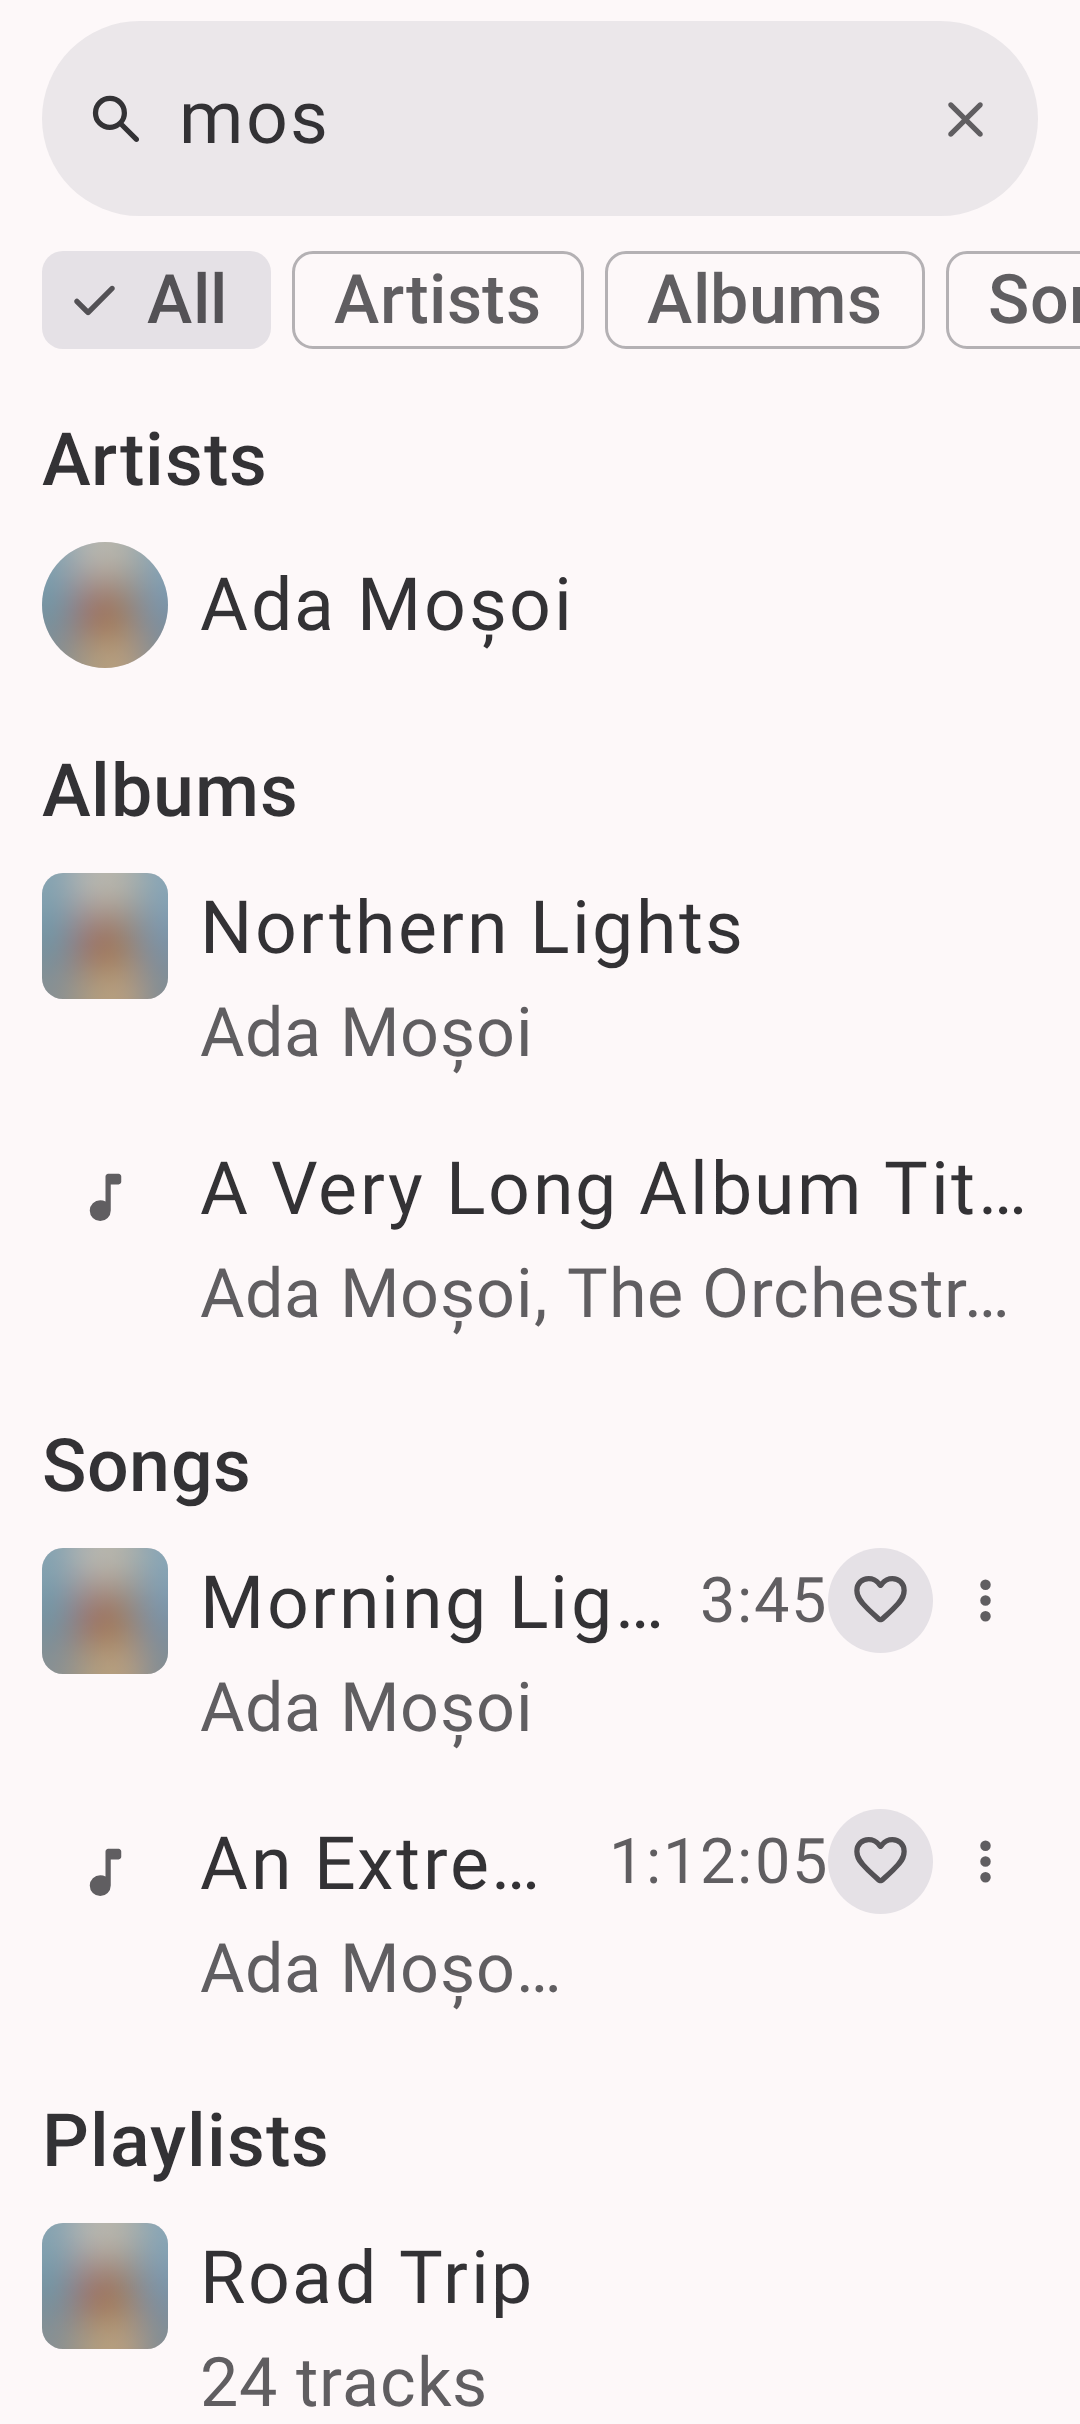 mos
All Artists Albums
Artists
Ada Moșoi
Albums
Northern Lights
Ada Moșoi
A Very Long Album Tit…
Ada Moșoi, The Orchestr…
Songs
Morning Lig… 3:45
Ada Moșoi
An Extre… 1:12:05
Ada Moșo…
Playlists
Road Trip
24 tracks